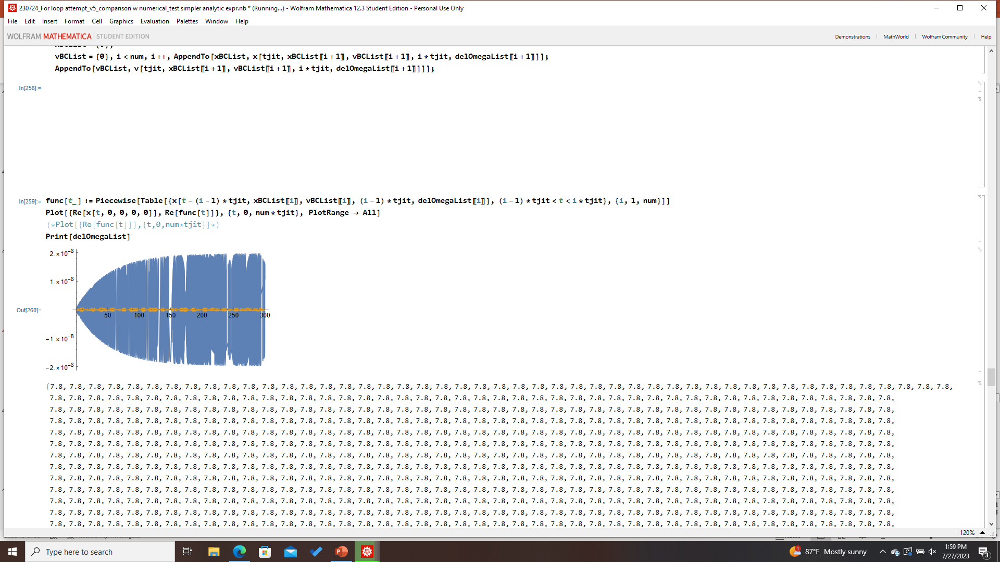 230724_For loop attempt_v5_comparison w numerical_test simpler analytic expr.nb * (Running...) - Wolfram Mathematica 12.3 Student Edition - Personal Use Only
File Edit Insert Format Cell Graphics Evaluation Palettes Window Help
WOLFRAM MATHEMATICA STUDENT EDITION Demonstrations MathWorld Wolfram Community Help
vBCList = {0}, i < num, i ++, AppendTo[xBCList, x[tjit, xBCList[[i + 1]], vBCList[[i + 1]], i * tjit, delOmegaList[[i + 1]]]];
AppendTo[vBCList, v[tjit, xBCList[[i + 1]], vBCList[[i + 1]], i * tjit, delOmegaList[[i + 1]]]]];
In[258]:=
In[259]:= func[t_] := Piecewise[Table[{x[t - (i - 1) * tjit, xBCList[[i]], vBCList[[i]], (i - 1) * tjit, delOmegaList[[i]]], (i - 1) * tjit < t < i * tjit}, {i, 1, num}]]
Plot[{Re[x[t, 0, 0, 0, 0]], Re[func[t]]}, {t, 0, num * tjit}, PlotRange → All]
(*Plot[{Re[func[t]]},{t,0,num*tjit}]*)
Print[delOmegaList]
2. × 10^-8
1. × 10^-8
Out[260]=
50 100 150 200 250 300
-1. × 10^-8
-2. × 10^-8
{7.8, 7.8, 7.8, 7.8, 7.8, 7.8, 7.8, 7.8, 7.8, 7.8, 7.8, 7.8, 7.8, 7.8, 7.8, 7.8, 7.8, 7.8, 7.8, 7.8, 7.8, 7.8, 7.8, 7.8, 7.8, 7.8, 7.8, 7.8, 7.8, 7.8, 7.8, 7.8, 7.8, 7.8, 7.8, 7.8, 7.8, 7.8, 7.8, 7.8, 7.8, 7.8, 7.8, 7.8, 7.8, 7.8, 7.8,
7.8, 7.8, 7.8, 7.8, 7.8, 7.8, 7.8, 7.8, 7.8, 7.8, 7.8, 7.8, 7.8, 7.8, 7.8, 7.8, 7.8, 7.8, 7.8, 7.8, 7.8, 7.8, 7.8, 7.8, 7.8, 7.8, 7.8, 7.8, 7.8, 7.8, 7.8, 7.8, 7.8, 7.8, 7.8, 7.8, 7.8, 7.8, 7.8, 7.8, 7.8, 7.8, 7.8, 7.8,
7.8, 7.8, 7.8, 7.8, 7.8, 7.8, 7.8, 7.8, 7.8, 7.8, 7.8, 7.8, 7.8, 7.8, 7.8, 7.8, 7.8, 7.8, 7.8, 7.8, 7.8, 7.8, 7.8, 7.8, 7.8, 7.8, 7.8, 7.8, 7.8, 7.8, 7.8, 7.8, 7.8, 7.8, 7.8, 7.8, 7.8, 7.8, 7.8, 7.8, 7.8, 7.8, 7.8, 7.8,
7.8, 7.8, 7.8, 7.8, 7.8, 7.8, 7.8, 7.8, 7.8, 7.8, 7.8, 7.8, 7.8, 7.8, 7.8, 7.8, 7.8, 7.8, 7.8, 7.8, 7.8, 7.8, 7.8, 7.8, 7.8, 7.8, 7.8, 7.8, 7.8, 7.8, 7.8, 7.8, 7.8, 7.8, 7.8, 7.8, 7.8, 7.8, 7.8, 7.8, 7.8, 7.8, 7.8, 7.8,
7.8, 7.8, 7.8, 7.8, 7.8, 7.8, 7.8, 7.8, 7.8, 7.8, 7.8, 7.8, 7.8, 7.8, 7.8, 7.8, 7.8, 7.8, 7.8, 7.8, 7.8, 7.8, 7.8, 7.8, 7.8, 7.8, 7.8, 7.8, 7.8, 7.8, 7.8, 7.8, 7.8, 7.8, 7.8, 7.8, 7.8, 7.8, 7.8, 7.8, 7.8, 7.8, 7.8, 7.8,
7.8, 7.8, 7.8, 7.8, 7.8, 7.8, 7.8, 7.8, 7.8, 7.8, 7.8, 7.8, 7.8, 7.8, 7.8, 7.8, 7.8, 7.8, 7.8, 7.8, 7.8, 7.8, 7.8, 7.8, 7.8, 7.8, 7.8, 7.8, 7.8, 7.8, 7.8, 7.8, 7.8, 7.8, 7.8, 7.8, 7.8, 7.8, 7.8, 7.8, 7.8, 7.8, 7.8, 7.8,
7.8, 7.8, 7.8, 7.8, 7.8, 7.8, 7.8, 7.8, 7.8, 7.8, 7.8, 7.8, 7.8, 7.8, 7.8, 7.8, 7.8, 7.8, 7.8, 7.8, 7.8, 7.8, 7.8, 7.8, 7.8, 7.8, 7.8, 7.8, 7.8, 7.8, 7.8, 7.8, 7.8, 7.8, 7.8, 7.8, 7.8, 7.8, 7.8, 7.8, 7.8, 7.8, 7.8, 7.8,
7.8, 7.8, 7.8, 7.8, 7.8, 7.8, 7.8, 7.8, 7.8, 7.8, 7.8, 7.8, 7.8, 7.8, 7.8, 7.8, 7.8, 7.8, 7.8, 7.8, 7.8, 7.8, 7.8, 7.8, 7.8, 7.8, 7.8, 7.8, 7.8, 7.8, 7.8, 7.8, 7.8, 7.8, 7.8, 7.8, 7.8, 7.8, 7.8, 7.8, 7.8, 7.8, 7.8, 7.8,
7.8, 7.8, 7.8, 7.8, 7.8, 7.8, 7.8, 7.8, 7.8, 7.8, 7.8, 7.8, 7.8, 7.8, 7.8, 7.8, 7.8, 7.8, 7.8, 7.8, 7.8, 7.8, 7.8, 7.8, 7.8, 7.8, 7.8, 7.8, 7.8, 7.8, 7.8, 7.8, 7.8, 7.8, 7.8, 7.8, 7.8, 7.8, 7.8, 7.8, 7.8, 7.8, 7.8, 7.8,
7.8, 7.8, 7.8, 7.8, 7.8, 7.8, 7.8, 7.8, 7.8, 7.8, 7.8, 7.8, 7.8, 7.8, 7.8, 7.8, 7.8, 7.8, 7.8, 7.8, 7.8, 7.8, 7.8, 7.8, 7.8, 7.8, 7.8, 7.8, 7.8, 7.8, 7.8, 7.8, 7.8, 7.8, 7.8, 7.8, 7.8, 7.8, 7.8, 7.8, 7.8, 7.8, 7.8, 7.8,
7.8, 7.8, 7.8, 7.8, 7.8, 7.8, 7.8, 7.8, 7.8, 7.8, 7.8, 7.8, 7.8, 7.8, 7.8, 7.8, 7.8, 7.8, 7.8, 7.8, 7.8, 7.8, 7.8, 7.8, 7.8, 7.8, 7.8, 7.8, 7.8, 7.8, 7.8, 7.8, 7.8, 7.8, 7.8, 7.8, 7.8, 7.8, 7.8, 7.8, 7.8, 7.8, 7.8, 7.8,
7.8, 7.8, 7.8, 7.8, 7.8, 7.8, 7.8, 7.8, 7.8, 7.8, 7.8, 7.8, 7.8, 7.8, 7.8, 7.8, 7.8, 7.8, 7.8, 7.8, 7.8, 7.8, 7.8, 7.8, 7.8, 7.8, 7.8, 7.8, 7.8, 7.8, 7.8, 7.8, 7.8, 7.8, 7.8, 7.8, 7.8, 7.8, 7.8, 7.8, 7.8, 7.8, 7.8, 7.8,
7.8, 7.8, 7.8, 7.8, 7.8, 7.8, 7.8, 7.8, 7.8, 7.8, 7.8, 7.8, 7.8, 7.8, 7.8, 7.8, 7.8, 7.8, 7.8, 7.8, 7.8, 7.8, 7.8, 7.8, 7.8, 7.8, 7.8, 7.8, 7.8, 7.8, 7.8, 7.8, 7.8, 7.8, 7.8, 7.8, 7.8, 7.8, 7.8, 7.8, 7.8, 7.8, 7.8, 7.8,
120%
Type here to search
1
87°F Mostly sunny
1:59 PM
7/27/2023
3